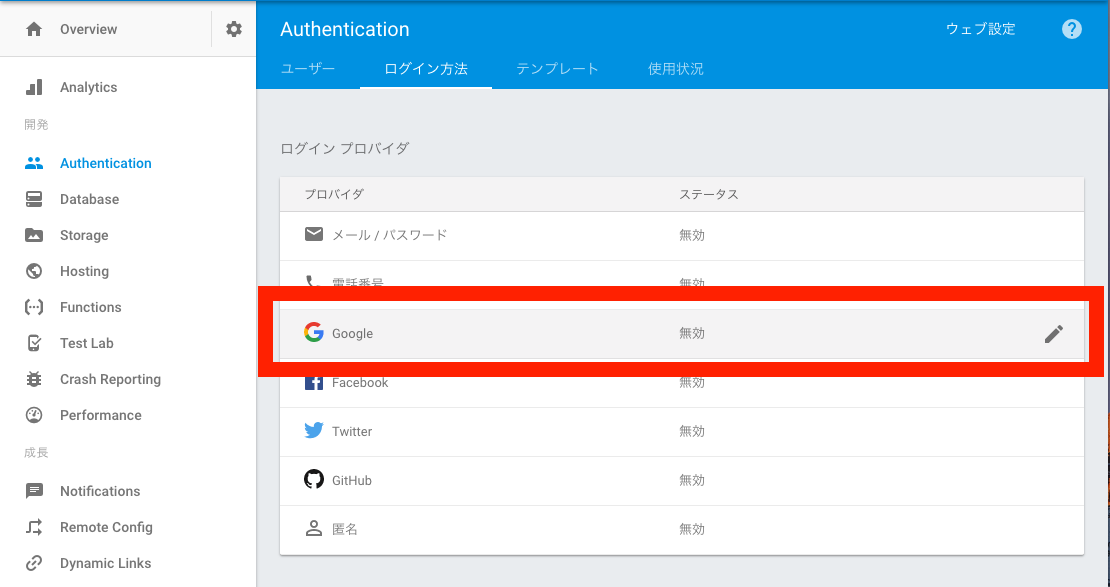 Overview
Analytics
開発
Authentication
Database
Storage
Hosting
Functions
Test Lab
Crash Reporting
Performance
成長
Notifications
Remote Config
Dynamic Links
Authentication
ウェブ設定
ユーザー ログイン方法 テンプレート 使用状況
ログイン プロバイダ
プロバイダ ステータス
メール / パスワード 無効
電話番号 無効
Google 無効
Facebook 無効
Twitter 無効
GitHub 無効
匿名 無効